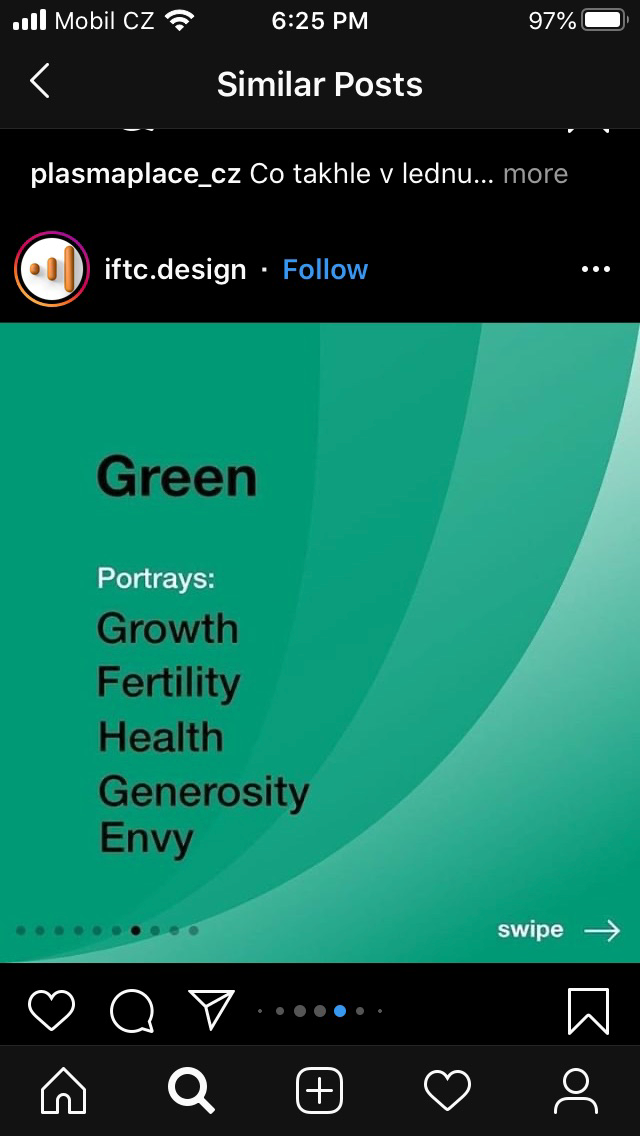 Mobil CZ 6:25 PM 97%
Similar Posts
plasmaplace_cz Co takhle v lednu... more
iftc.design · Follow
Green
Portrays:
Growth
Fertility
Health
Generosity
Envy
swipe →